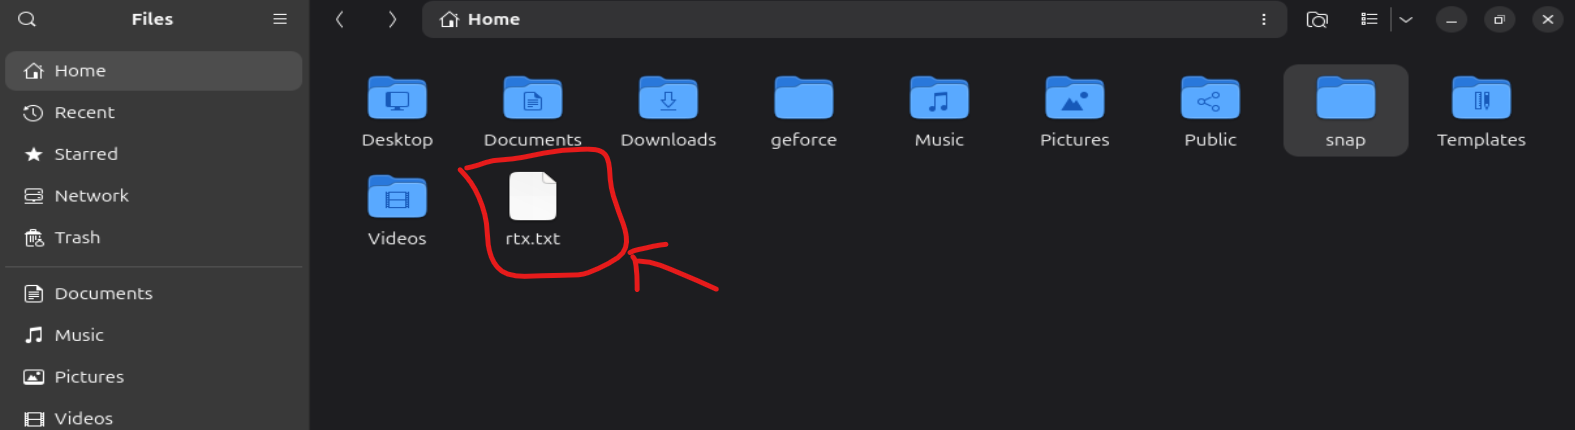 Files
Home
Home
Recent
Starred
Network
Trash
Documents
Music
Pictures
Videos
Desktop Documents Downloads geforce Music Pictures Public snap Templates
Videos rtx.txt